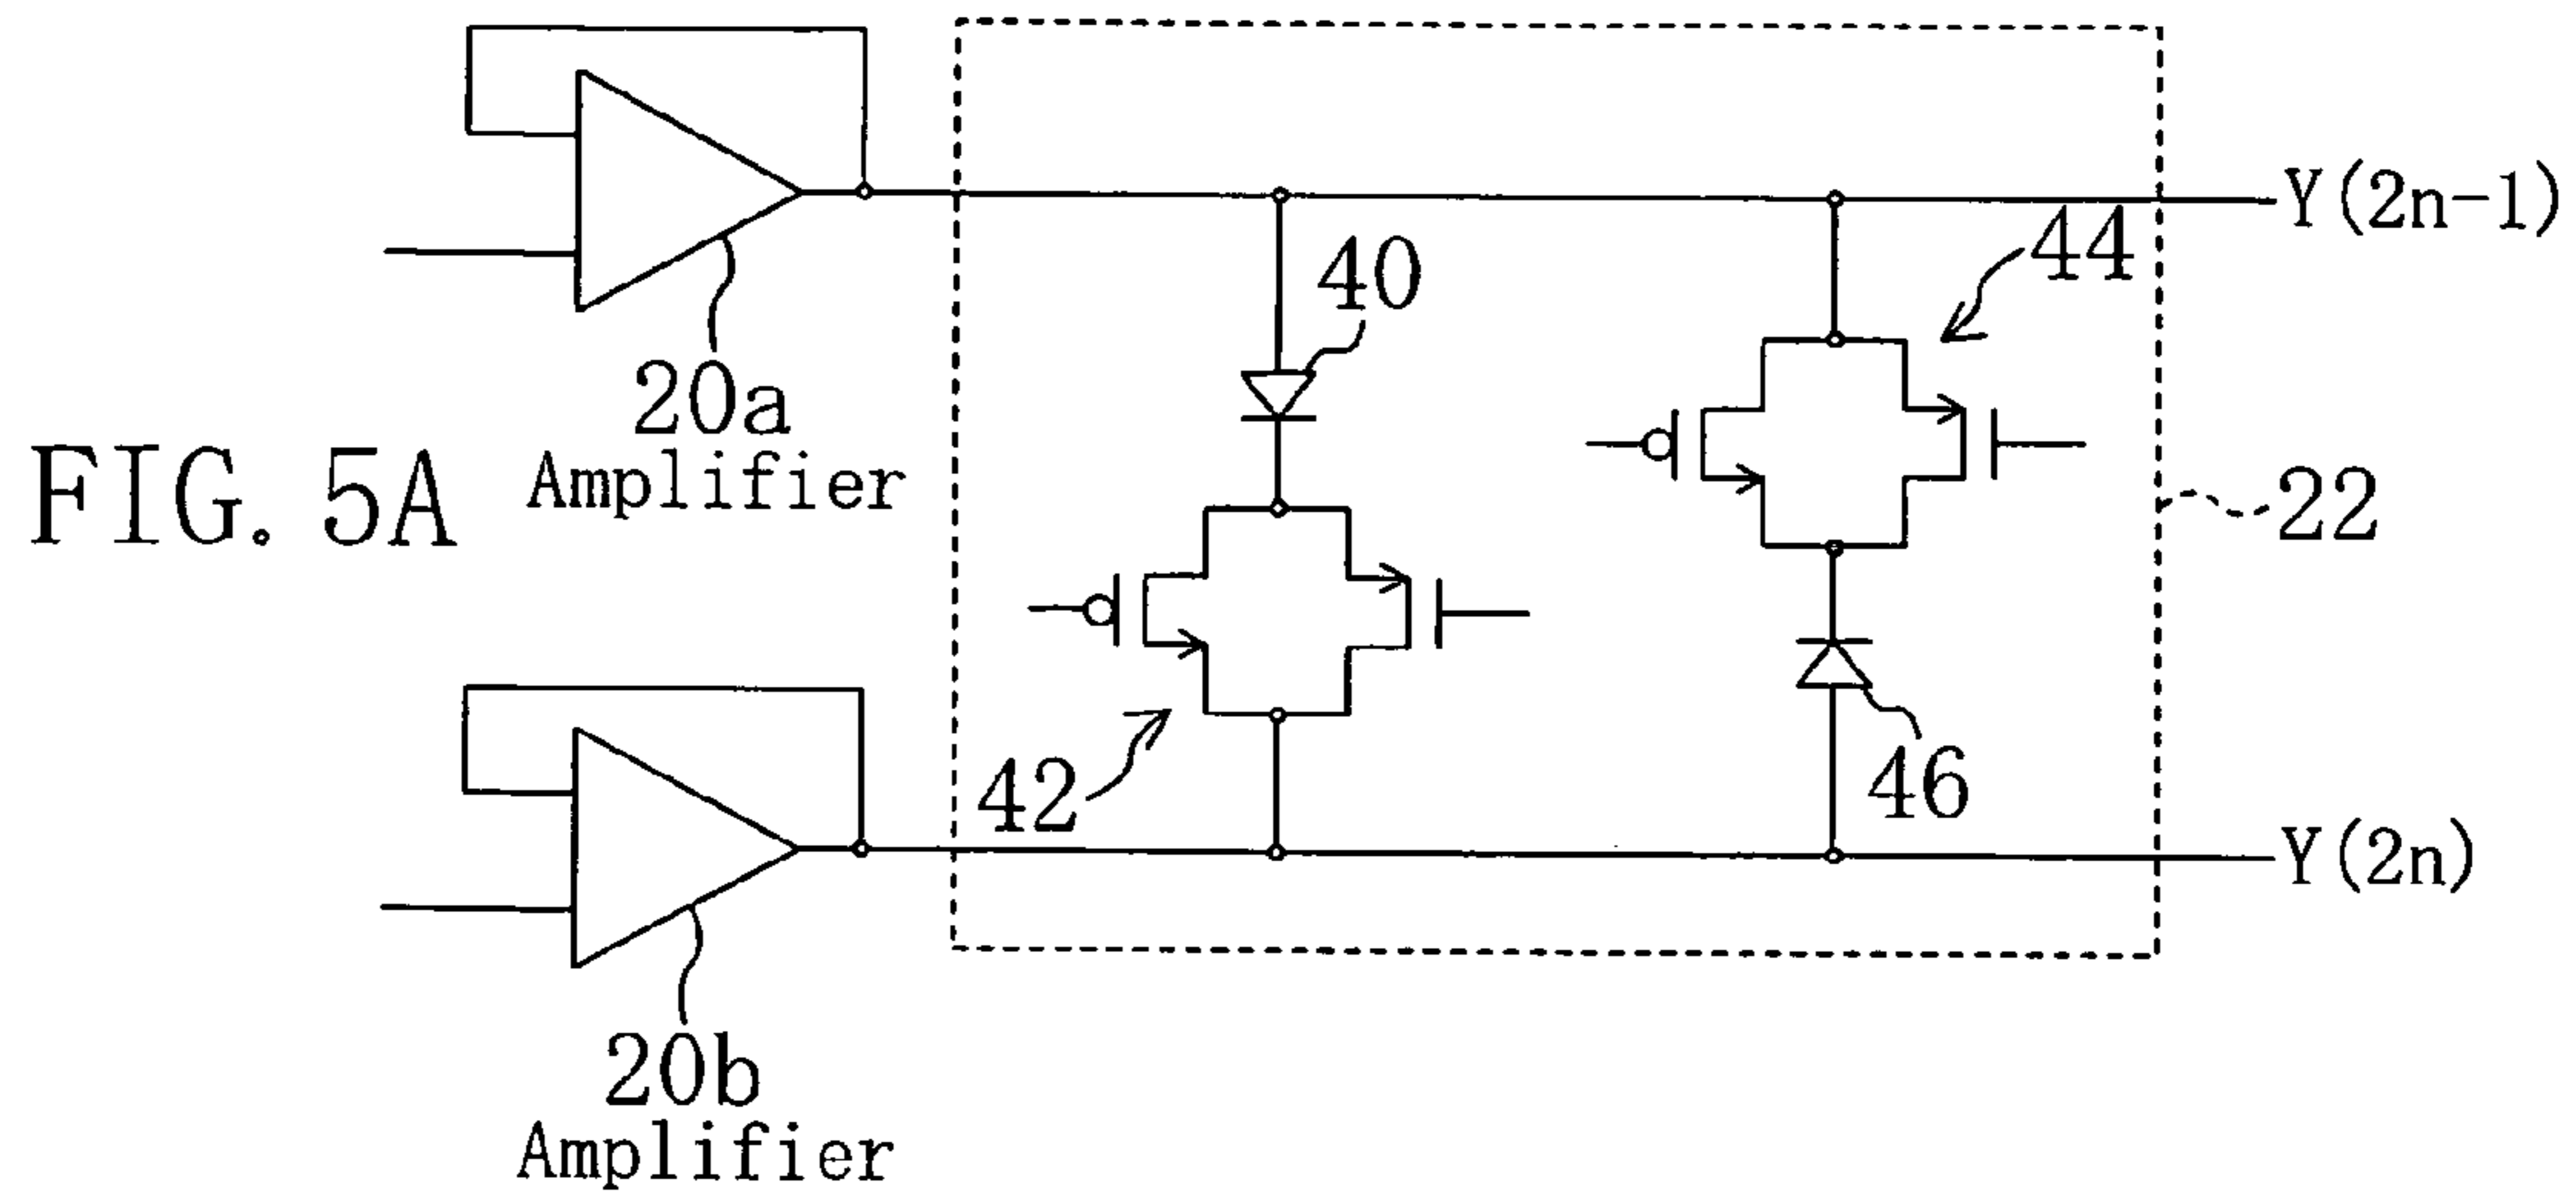 Y(2n-1)
40
44
20a
Amplifier
FIG. 5A
22
42
46
Y(2n)
20b
Amplifier